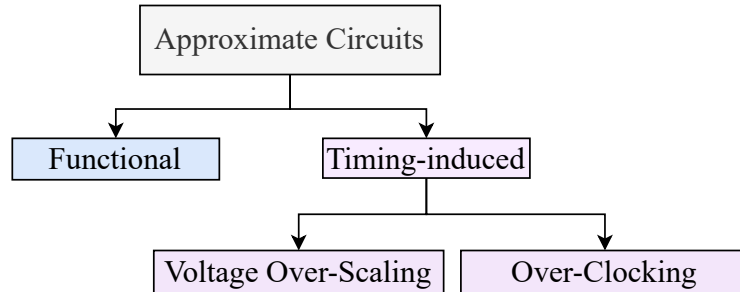 Approximate Circuits
Functional
Timing-induced
Voltage Over-Scaling
Over-Clocking